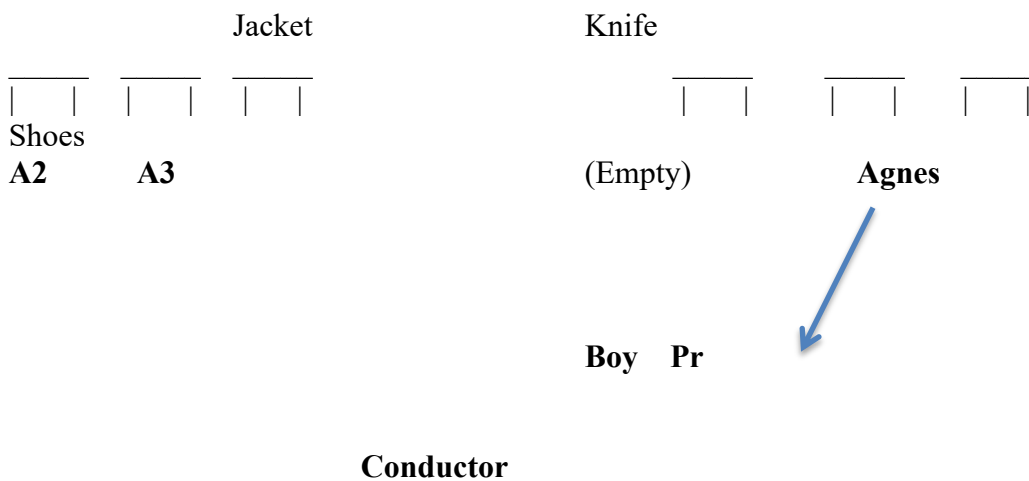 Jacket Knife
Shoes
A2 A3 (Empty) Agnes
Boy Pr
Conductor